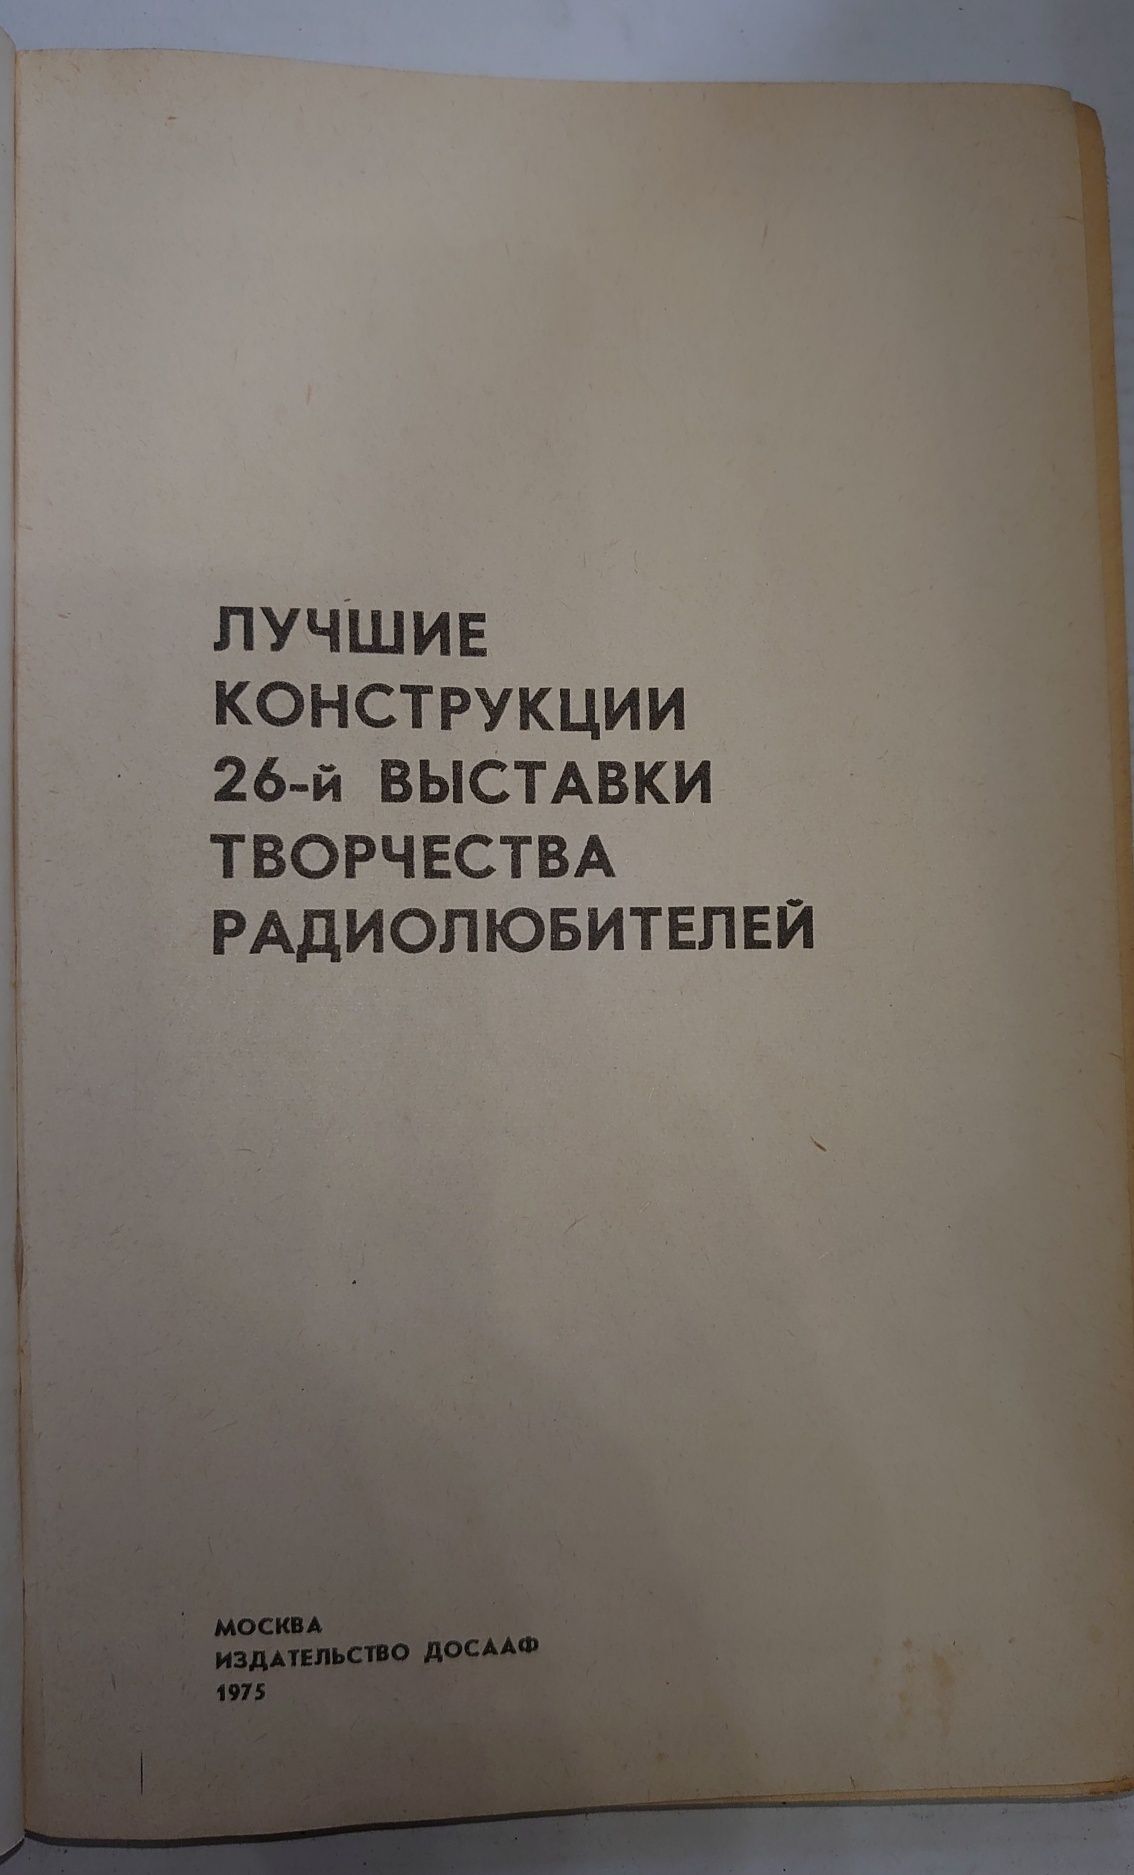 ЛУЧШИЕ
КОНСТРУКЦИИ
26-й ВЫСТАВКИ
ТВОРЧЕСТВА
РАДИОЛЮБИТЕЛЕЙ
МОСКВА
ИЗДАТЕЛЬСТВО ДОСААФ
1975